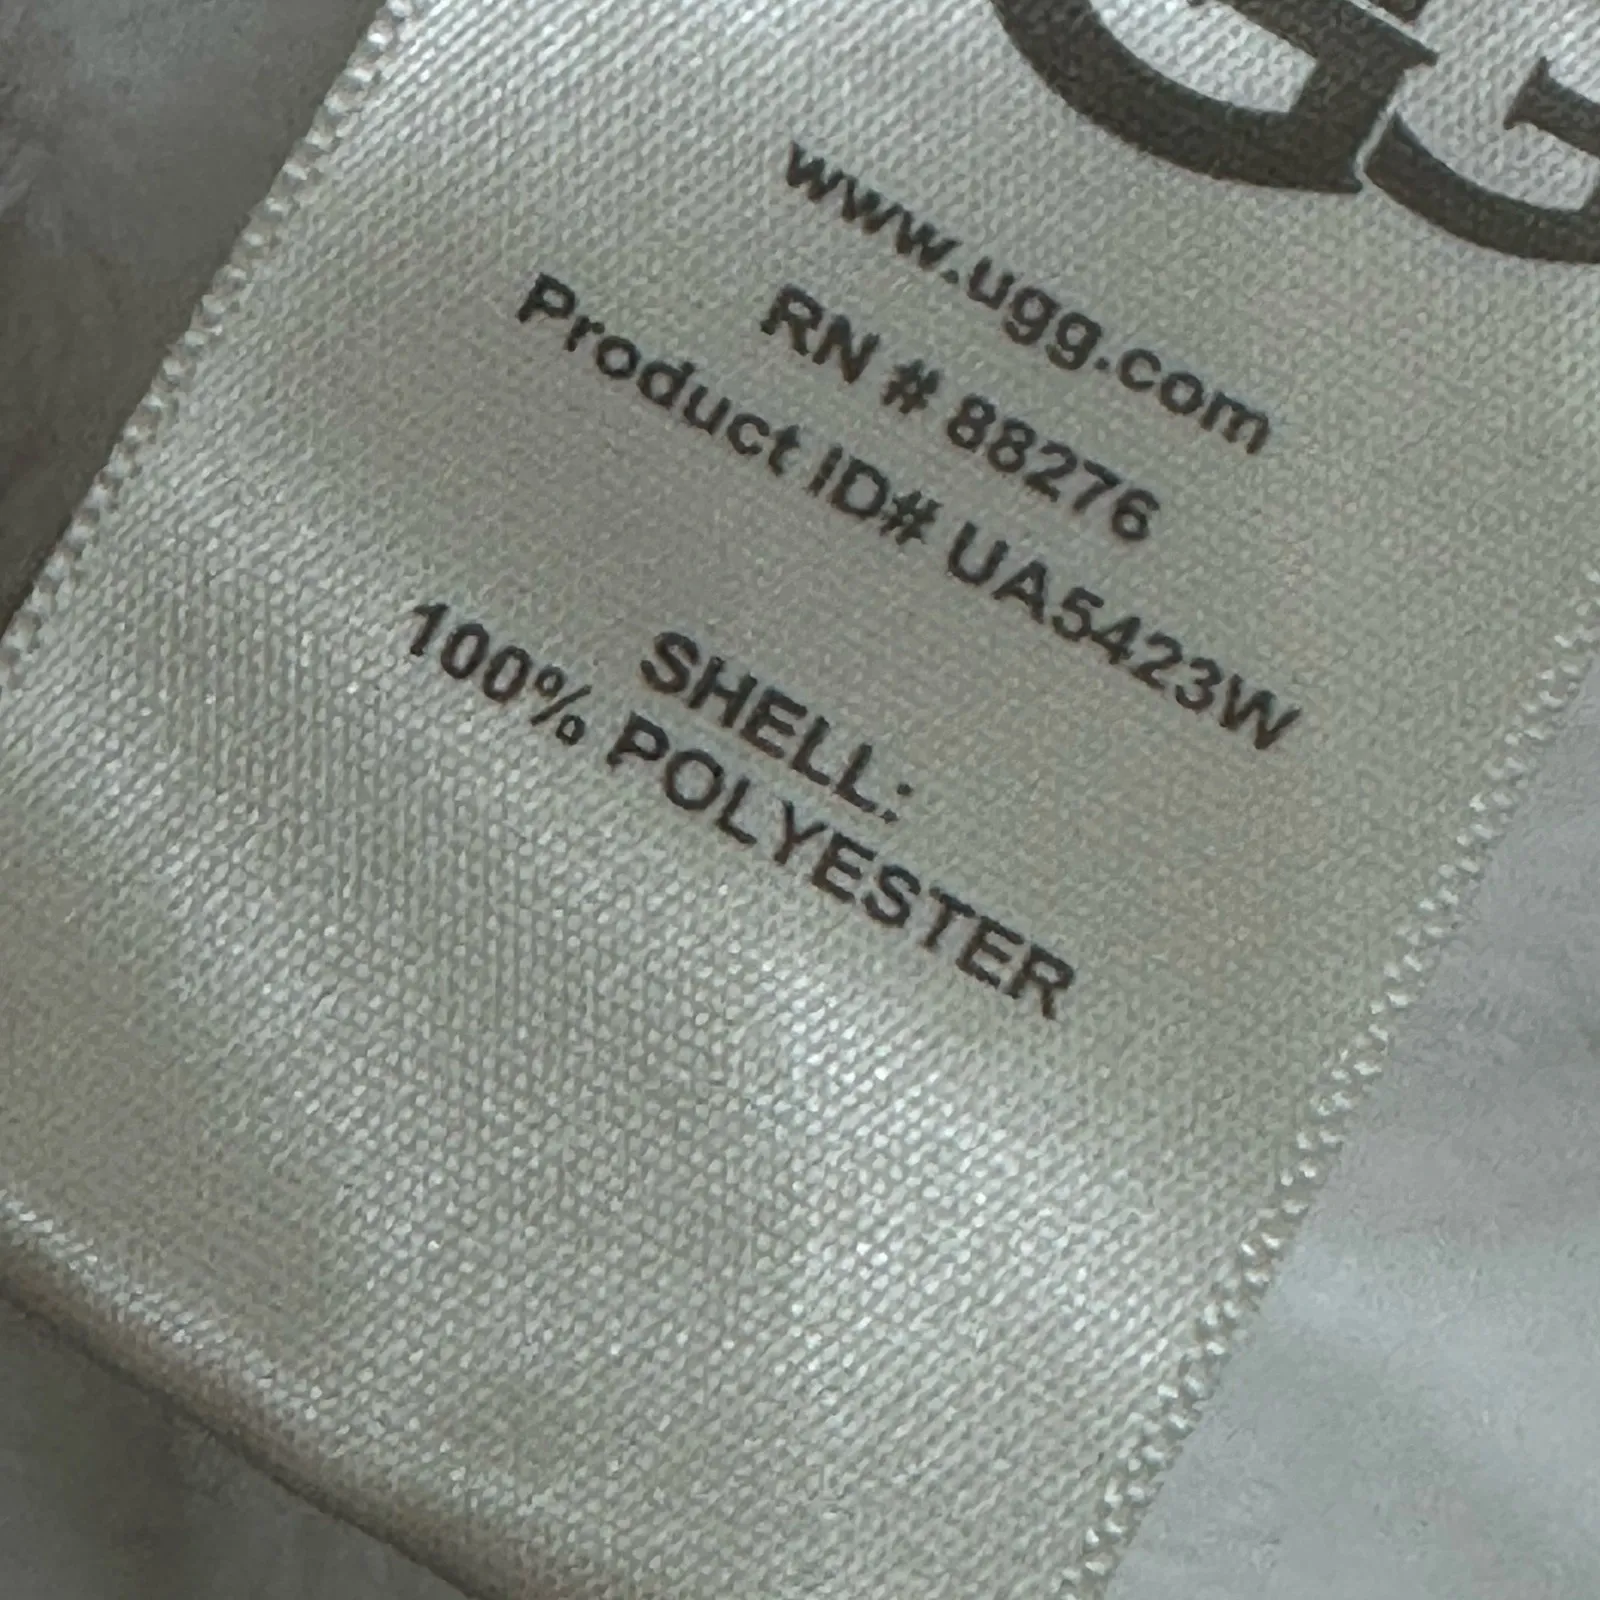 www.ugg.com
RN # 88276
Product ID# UA5423W
SHELL:
100% POLYESTER